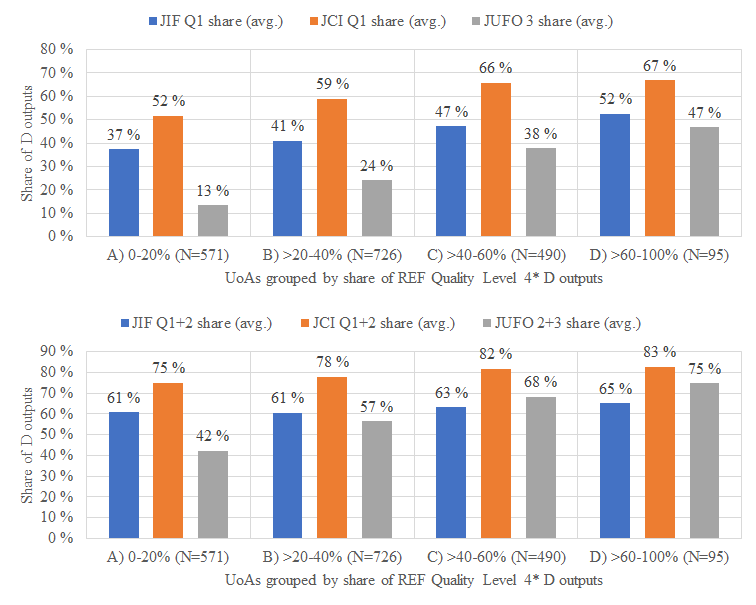 JIF Q1 share (avg.) JCI Q1 share (avg.) JUFO 3 share (avg.)
80 %
70 %
60 %
50 %
40 %
30 %
20 %
10 %
0 %
Share of D outputs
37 % 52 % 13 % 41 % 59 % 24 % 47 % 66 % 38 % 52 % 67 % 47 %
A) 0-20% (N=571) B) >20-40% (N=726) C) >40-60% (N=490) D) >60-100% (N=95)
UoAs grouped by share of REF Quality Level 4* D outputs
JIF Q1+2 share (avg.) JCI Q1+2 share (avg.) JUFO 2+3 share (avg.)
90 %
80 %
70 %
60 %
50 %
40 %
30 %
20 %
10 %
0 %
Share of D outputs
61 % 75 % 42 % 61 % 78 % 57 % 63 % 82 % 68 % 65 % 83 % 75 %
A) 0-20% (N=571) B) >20-40% (N=726) C) >40-60% (N=490) D) >60-100% (N=95)
UoAs grouped by share of REF Quality Level 4* D outputs